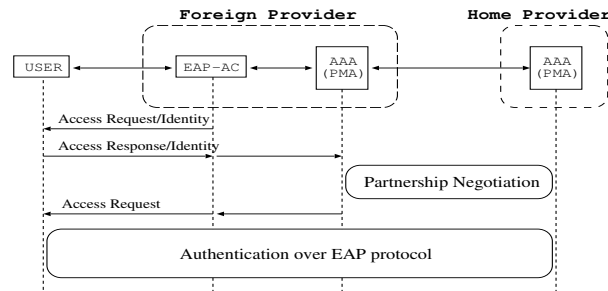 Foreign Provider
Home Provider
USER
EAP-AC
AAA
(PMA)
AAA
(PMA)
Access Request/Identity
Access Response/Identity
Partnership Negotiation
Access Request
Authentication over EAP protocol